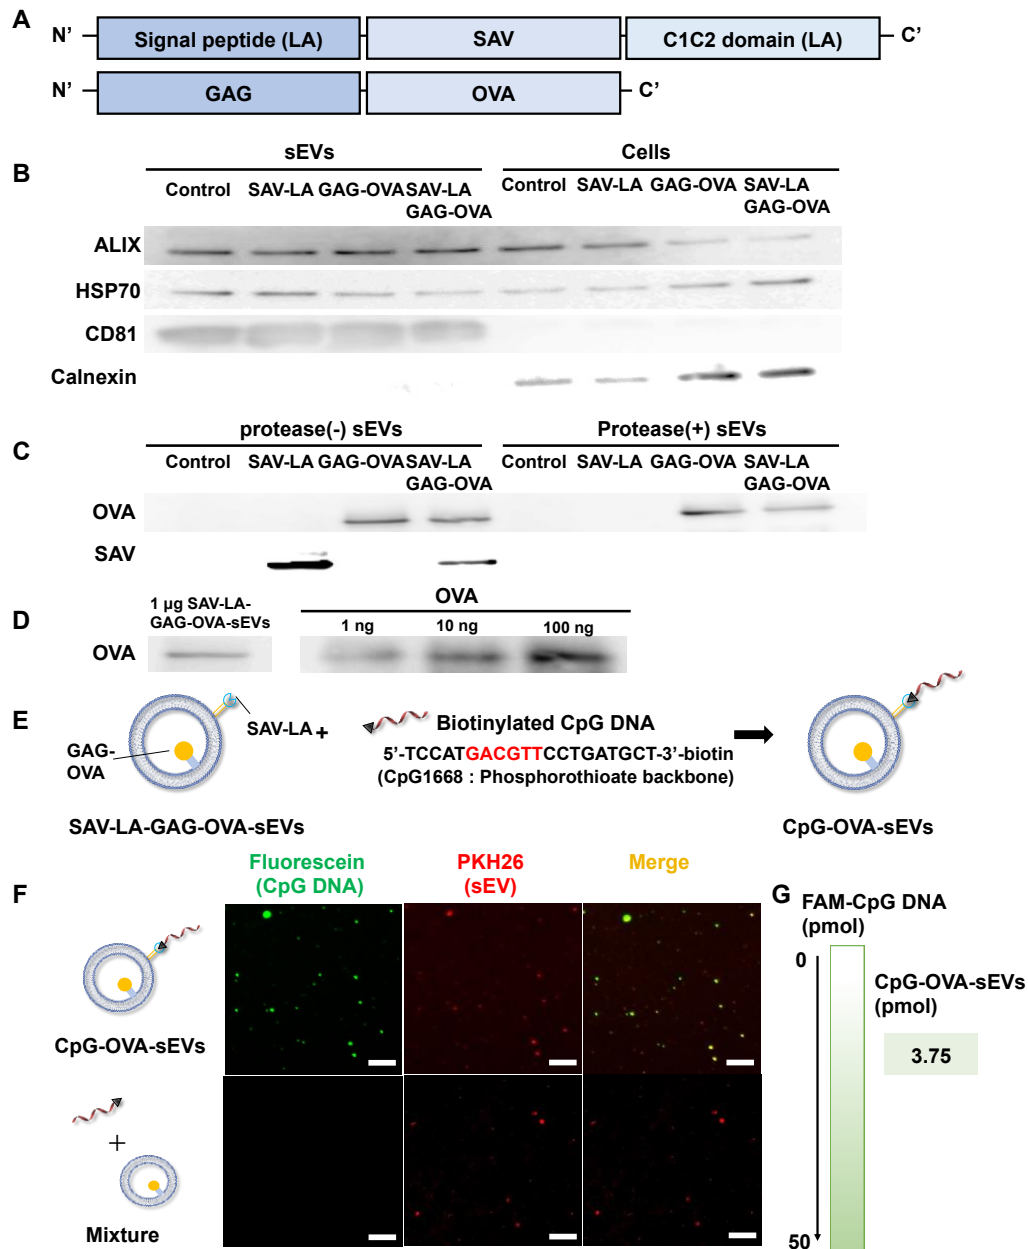 A
N’ Signal peptide (LA) SAV C1C2 domain (LA) C’
N’ GAG OVA C’
B
sEVs Cells
Control SAV-LA GAG-OVA SAV-LA GAG-OVA Control SAV-LA GAG-OVA SAV-LA GAG-OVA
ALIX
HSP70
CD81
Calnexin
C
protease(-) sEVs Protease(+) sEVs
Control SAV-LA GAG-OVA SAV-LA GAG-OVA Control SAV-LA GAG-OVA SAV-LA GAG-OVA
OVA
SAV
D
1 µg SAV-LA-
GAG-OVA-sEVs
OVA
1 ng 10 ng 100 ng
OVA
E
GAG-
OVA
SAV-LA +
Biotinylated CpG DNA
5’-TCCATGACGTTCCTGATGCT-3’-biotin
(CpG1668 : Phosphorothioate backbone)
SAV-LA-GAG-OVA-sEVs
CpG-OVA-sEVs
F
Fluorescein
(CpG DNA)
PKH26
(sEV)
Merge
CpG-OVA-sEVs
+
Mixture
G
FAM-CpG DNA
(pmol)
0
CpG-OVA-sEVs
(pmol)
3.75
50